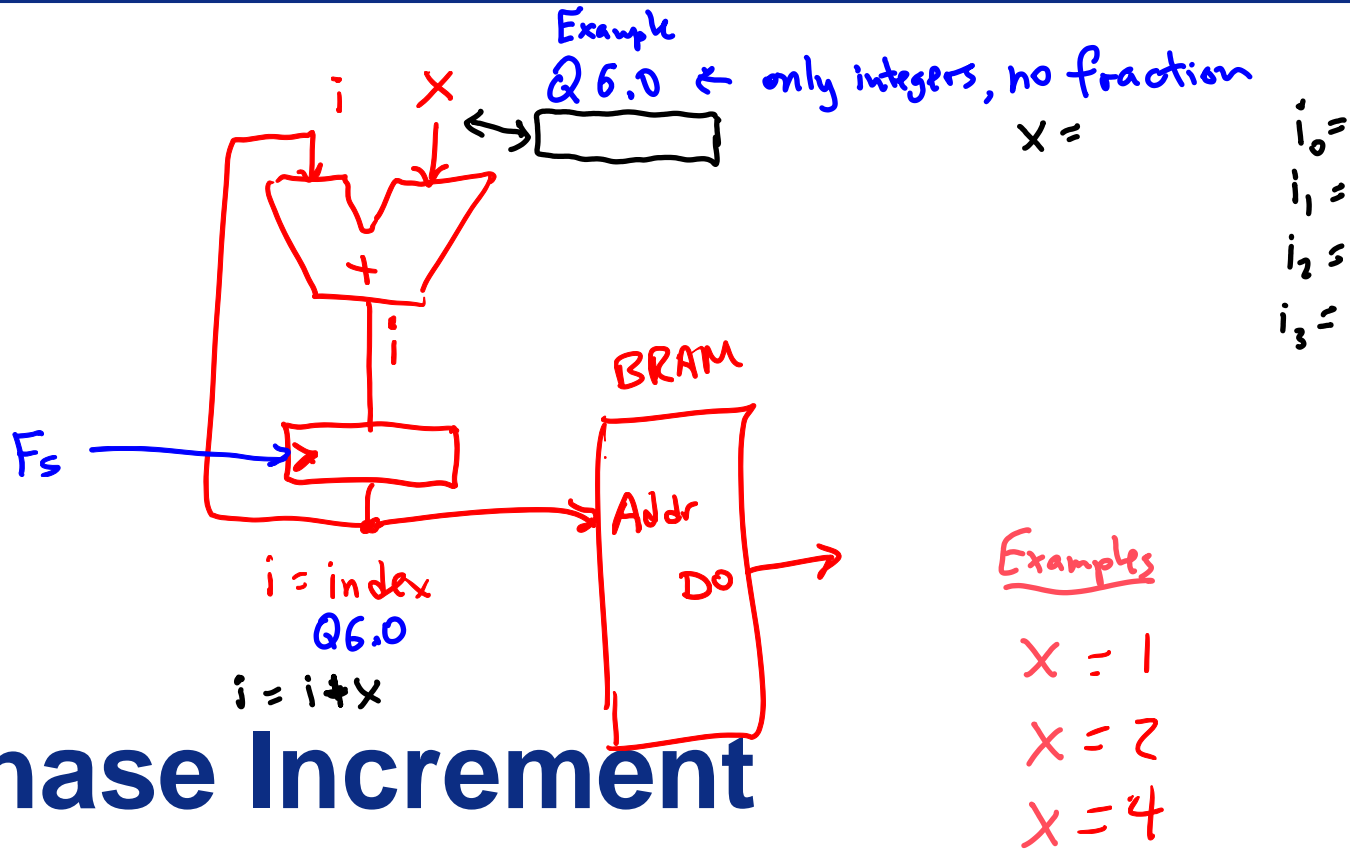 Example
Q6.0 ← only integers, no fraction
i X
x =
i₀=
i₁ =
i₂ =
i₃ =
+
i
BRAM
Fs
Addr
DO
i = index
Q6.0
i = i+x
Examples
X = 1
X = 2
X = 4
hase Increment